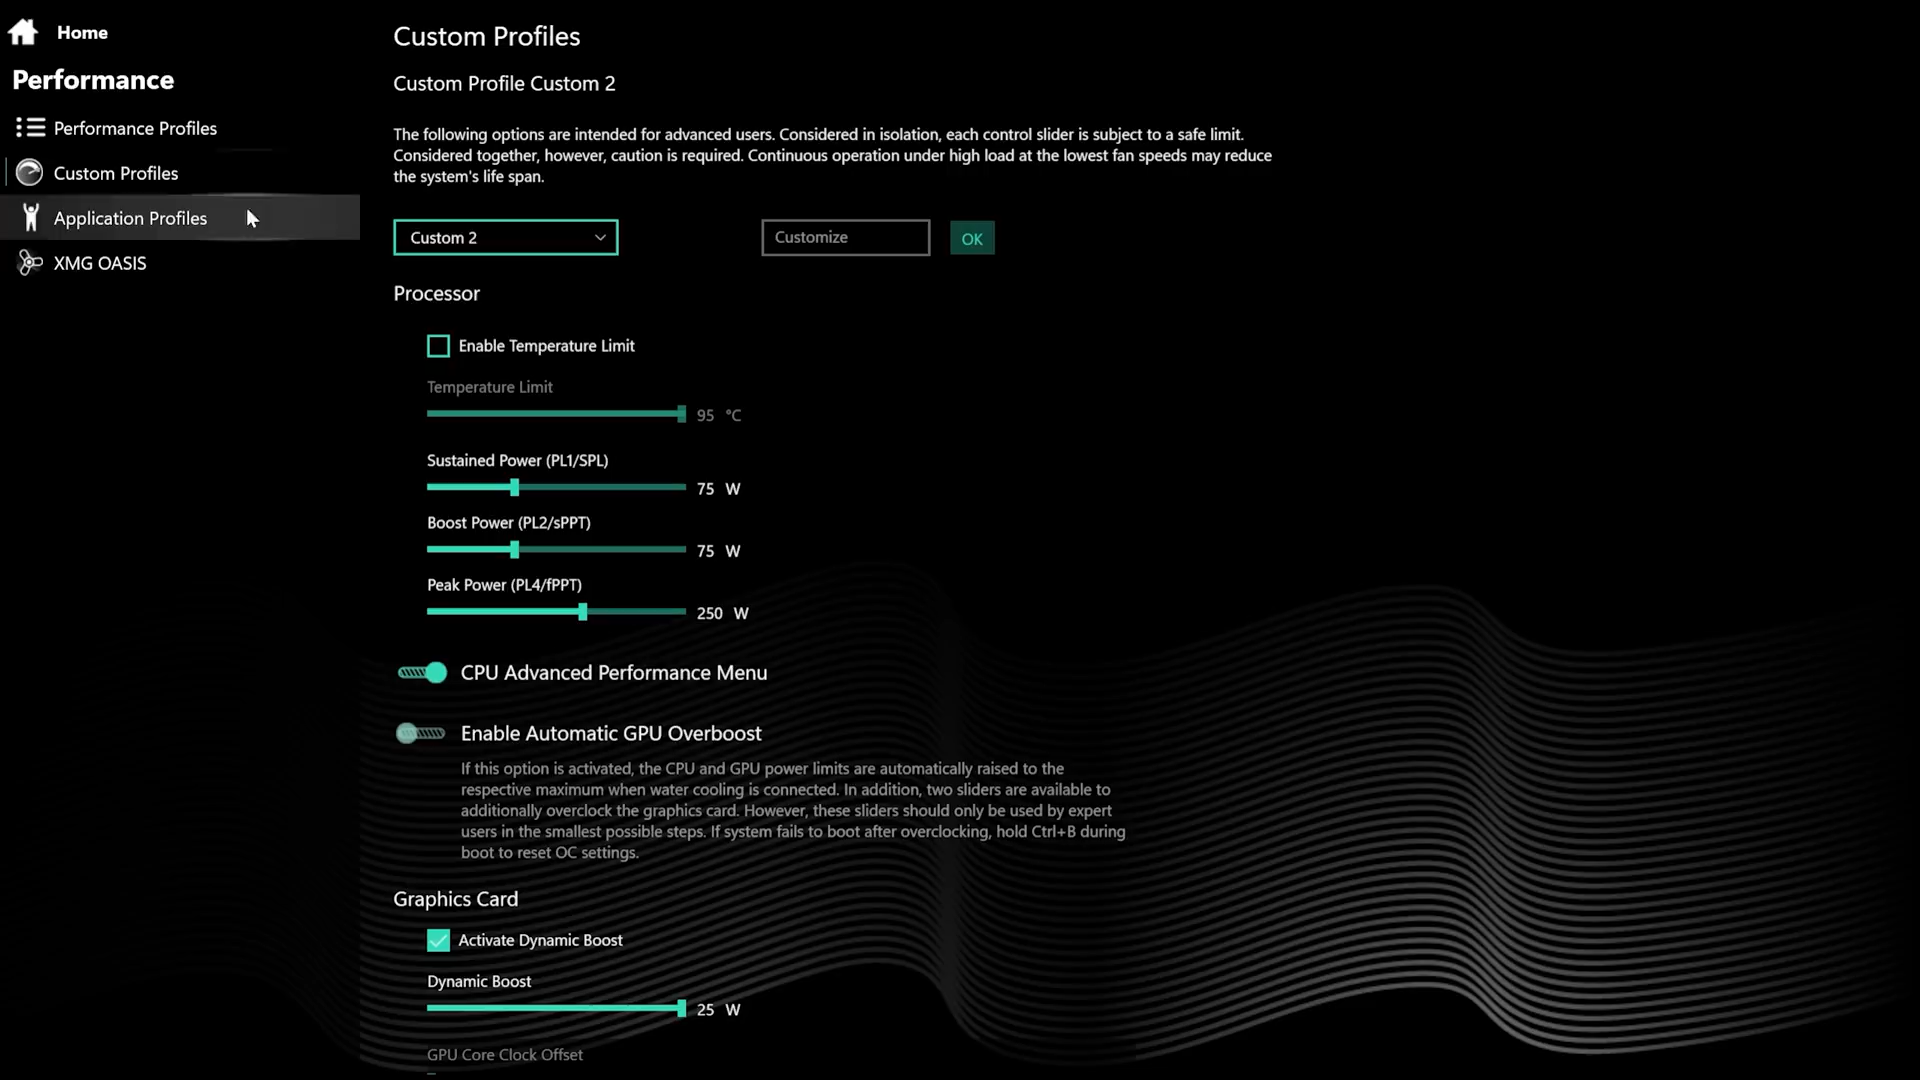 Home
Performance
Performance Profiles
Custom Profiles
Application Profiles
XMG OASIS
Custom Profiles
Custom Profile Custom 2
The following options are intended for advanced users. Considered in isolation, each control slider is subject to a safe limit.
Considered together, however, caution is required. Continuous operation under high load at the lowest fan speeds may reduce
the system's life span.
Custom 2
Customize
OK
Processor
Enable Temperature Limit
Temperature Limit
95 °C
Sustained Power (PL1/SPL)
75 W
Boost Power (PL2/sPPT)
75 W
Peak Power (PL4/fPPT)
250 W
CPU Advanced Performance Menu
Enable Automatic GPU Overboost
If this option is activated, the CPU and GPU power limits are automatically raised to the
respective maximum when water cooling is connected. In addition, two sliders are available to
additionally overclock the graphics card. However, these sliders should only be used by expert
users in the smallest possible steps. If system fails to boot after overclocking, hold Ctrl+B during
boot to reset OC settings.
Graphics Card
Activate Dynamic Boost
Dynamic Boost
25 W
GPU Core Clock Offset